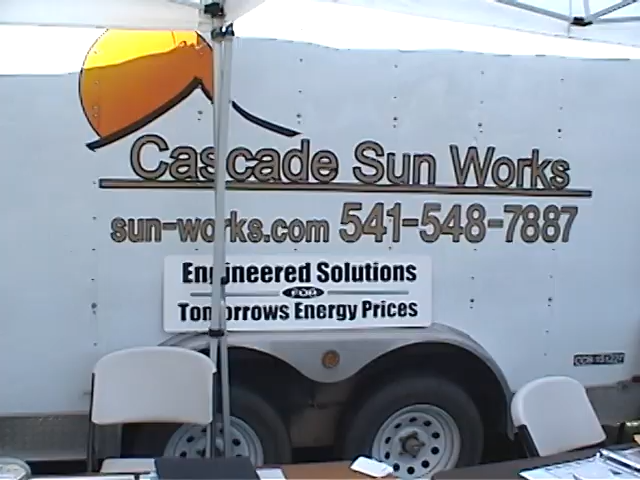 Cascade Sun Works
sun-works.com 541-548-7887
Engineered Solutions
FOR
Tomorrows Energy Prices